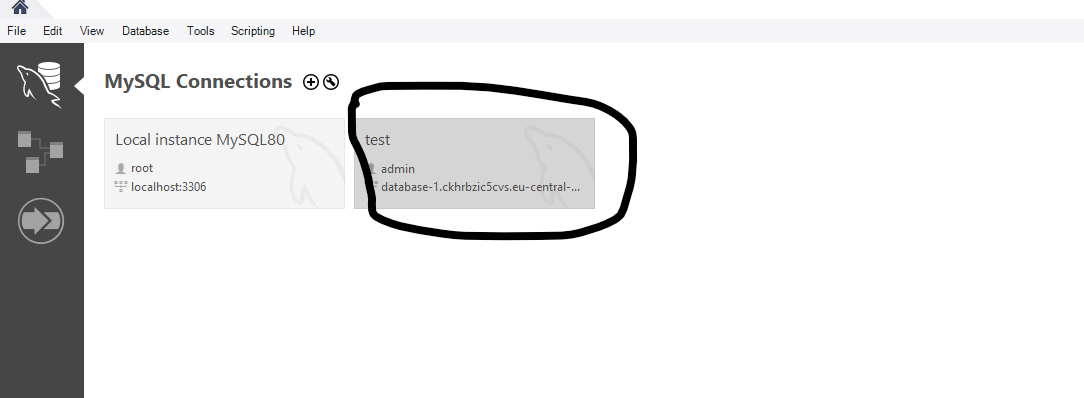 File Edit View Database Tools Scripting Help
MySQL Connections
Local instance MySQL80
root
localhost:3306
test
admin
database-1.ckhrbzic5cvs.eu-central-...